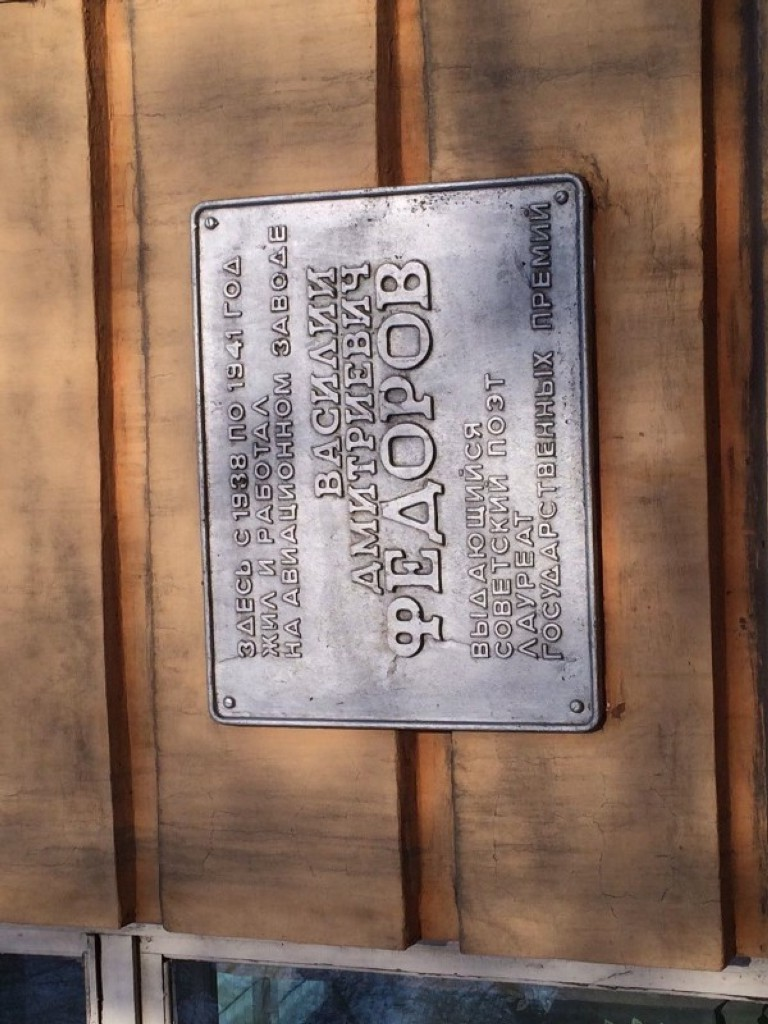 ЗДЕСЬ С 1938 ПО 1941 ГОД
ЖИЛ И РАБОТАЛ
НА АВИАЦИОННОМ ЗАВОДЕ
ВАСИЛИЙ
ДМИТРИЕВИЧ
ФЕДОРОВ
ВЫДАЮЩИЙСЯ
СОВЕТСКИЙ ПОЭТ
ЛАУРЕАТ
ГОСУДАРСТВЕННЫХ ПРЕМИЙ